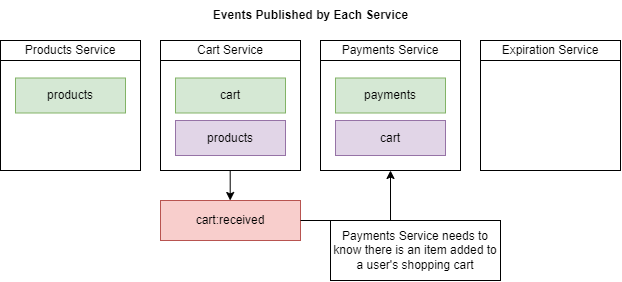 Events Published by Each Service
Products Service
Cart Service
Payments Service
Expiration Service
products
cart
payments
products
cart
cart:received
Payments Service needs to
know there is an item added to
a user's shopping cart